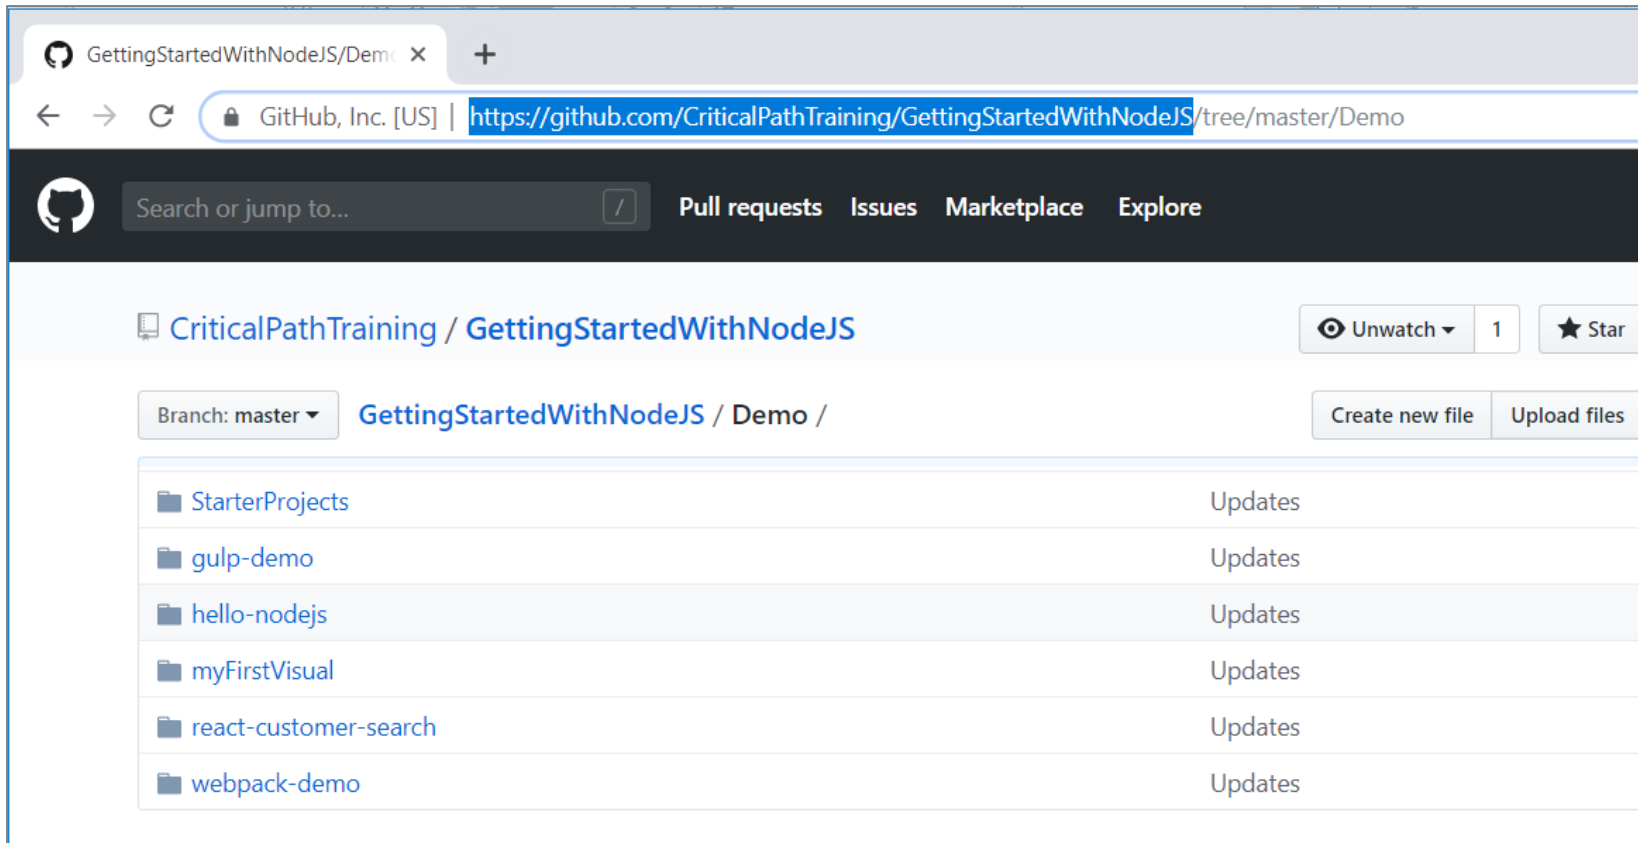 GettingStartedWithNodeJS/Demo
GitHub, Inc. [US] | https://github.com/CriticalPathTraining/GettingStartedWithNodeJS/tree/master/Demo
Search or jump to... / Pull requests Issues Marketplace Explore
CriticalPathTraining / GettingStartedWithNodeJS Unwatch 1 Star
Branch: master GettingStartedWithNodeJS / Demo / Create new file Upload files
StarterProjects Updates
gulp-demo Updates
hello-nodejs Updates
myFirstVisual Updates
react-customer-search Updates
webpack-demo Updates